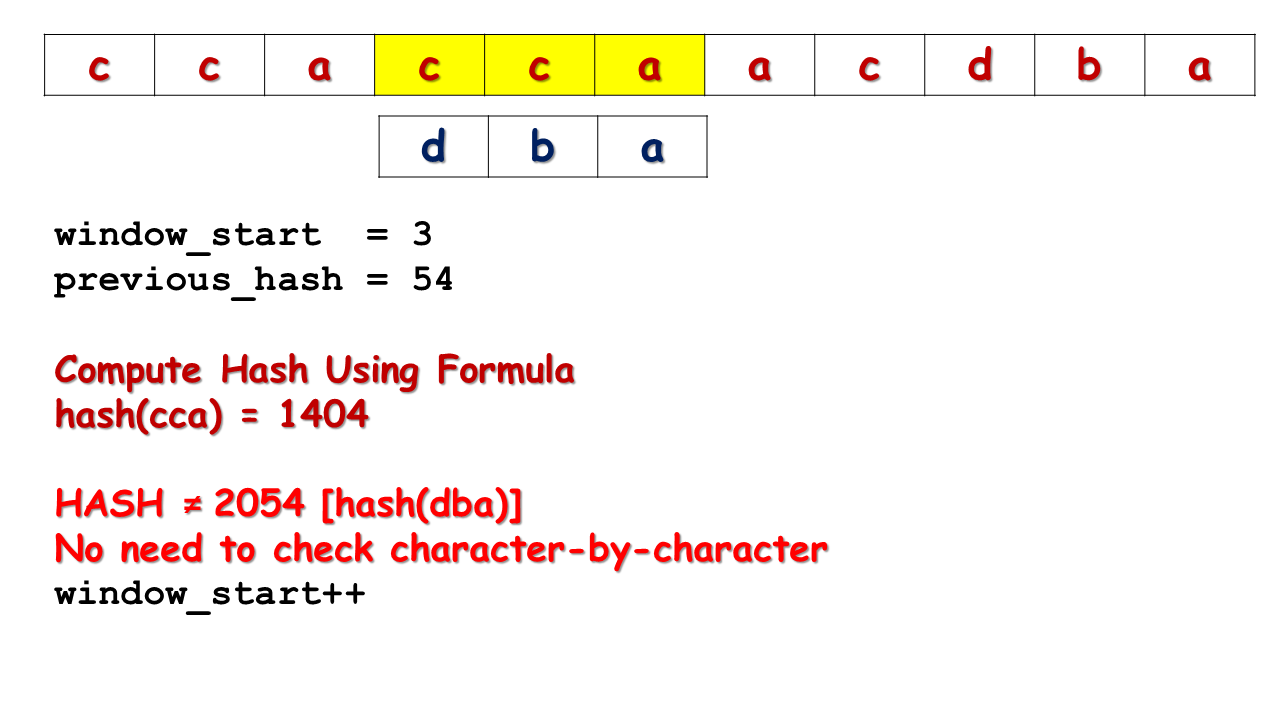 c c a c c a a c d b a
d b a
window_start = 3
previous_hash = 54
Compute Hash Using Formula
hash(cca) = 1404
HASH ≠ 2054 [hash(dba)]
No need to check character-by-character
window_start++